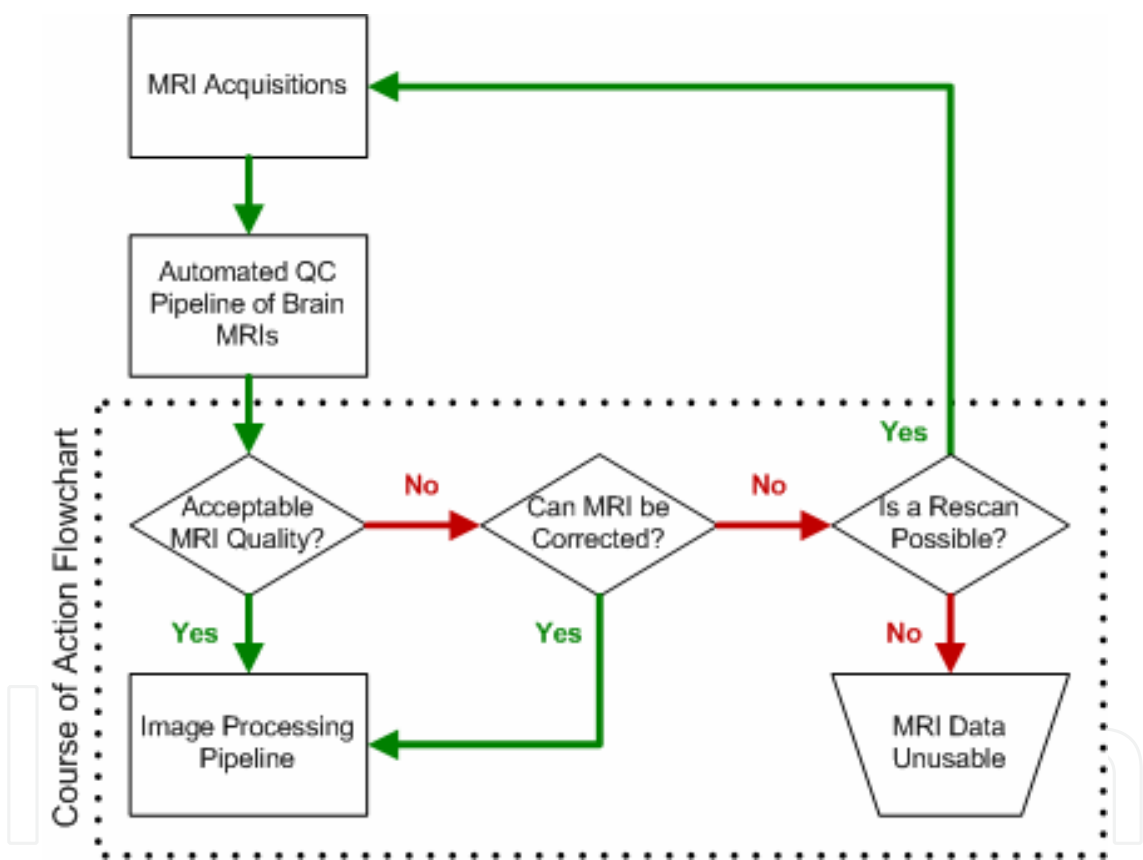 MRI Acquisitions
Automated QC
Pipeline of Brain
MRIs
Course of Action Flowchart
Yes
Acceptable
MRI Quality?
No
Can MRI be
Corrected?
No
Is a Rescan
Possible?
Yes
Yes
No
Image Processing
Pipeline
MRI Data
Unusable